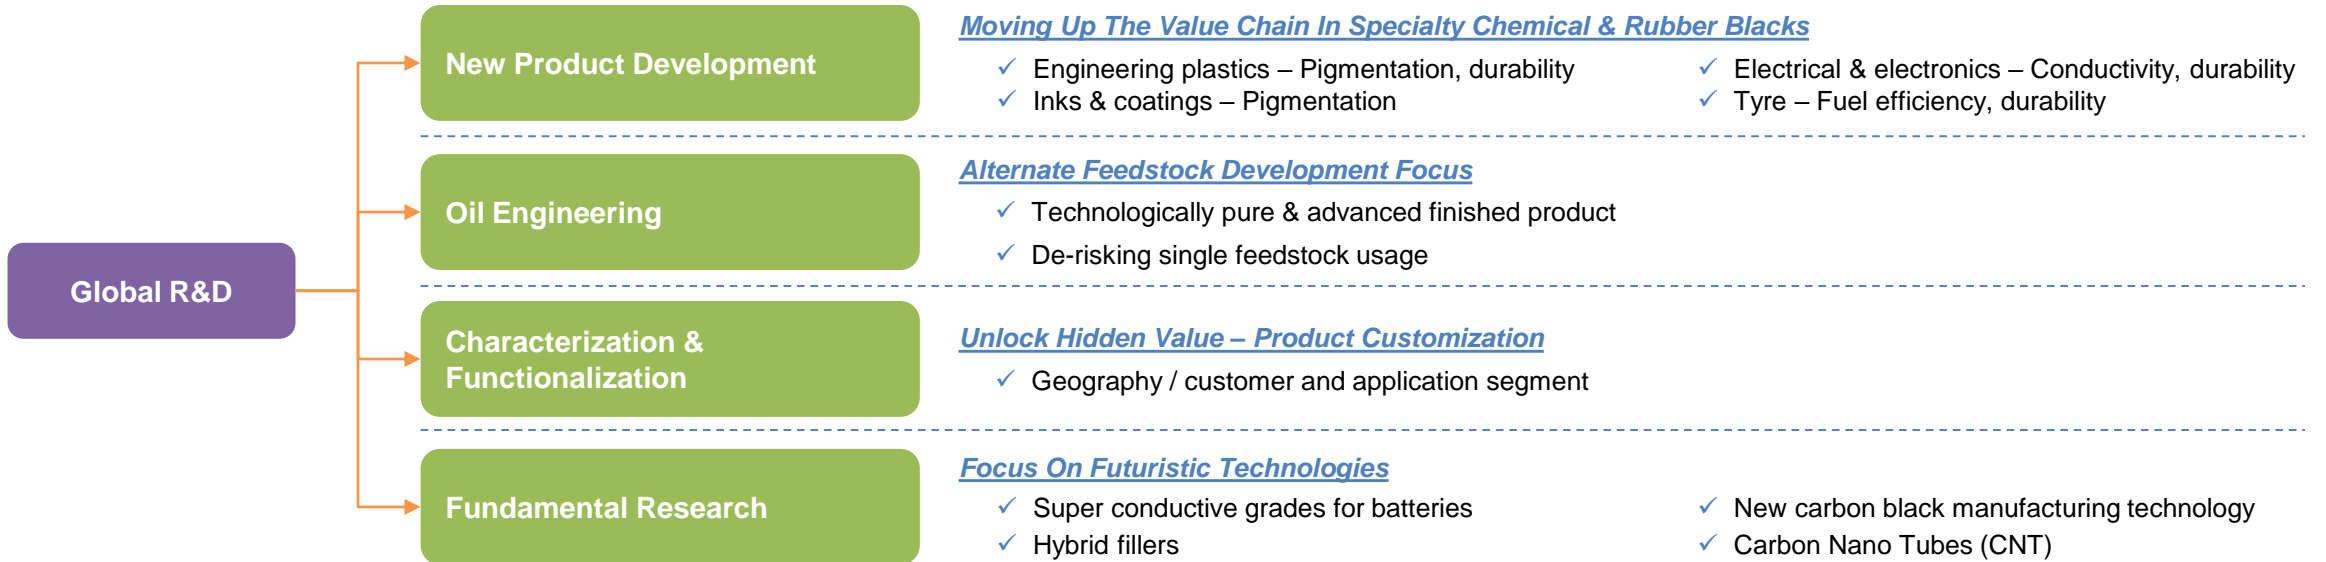 Global R&D
New Product Development
Moving Up The Value Chain In Specialty Chemical & Rubber Blacks
Engineering plastics – Pigmentation, durability
Inks & coatings – Pigmentation
Electrical & electronics – Conductivity, durability
Tyre – Fuel efficiency, durability
Oil Engineering
Alternate Feedstock Development Focus
Technologically pure & advanced finished product
De-risking single feedstock usage
Characterization &
Functionalization
Unlock Hidden Value – Product Customization
Geography / customer and application segment
Fundamental Research
Focus On Futuristic Technologies
Super conductive grades for batteries
Hybrid fillers
New carbon black manufacturing technology
Carbon Nano Tubes (CNT)